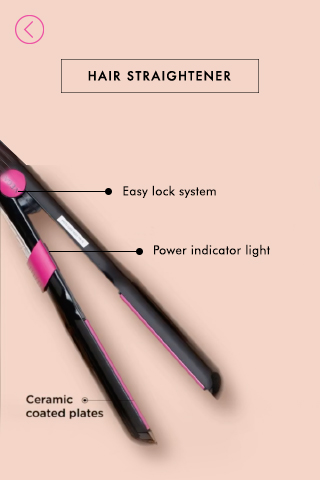 HAIR STRAIGHTENER
Easy lock system
Power indicator light
Ceramic
coated plates